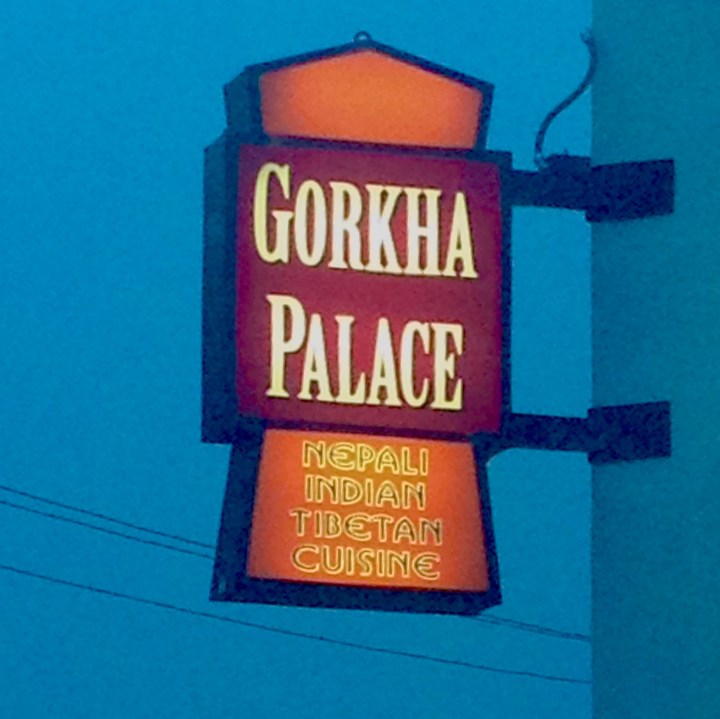 GORKHA
PALACE
NEPALI
INDIAN
TIBETAN
CUISINE